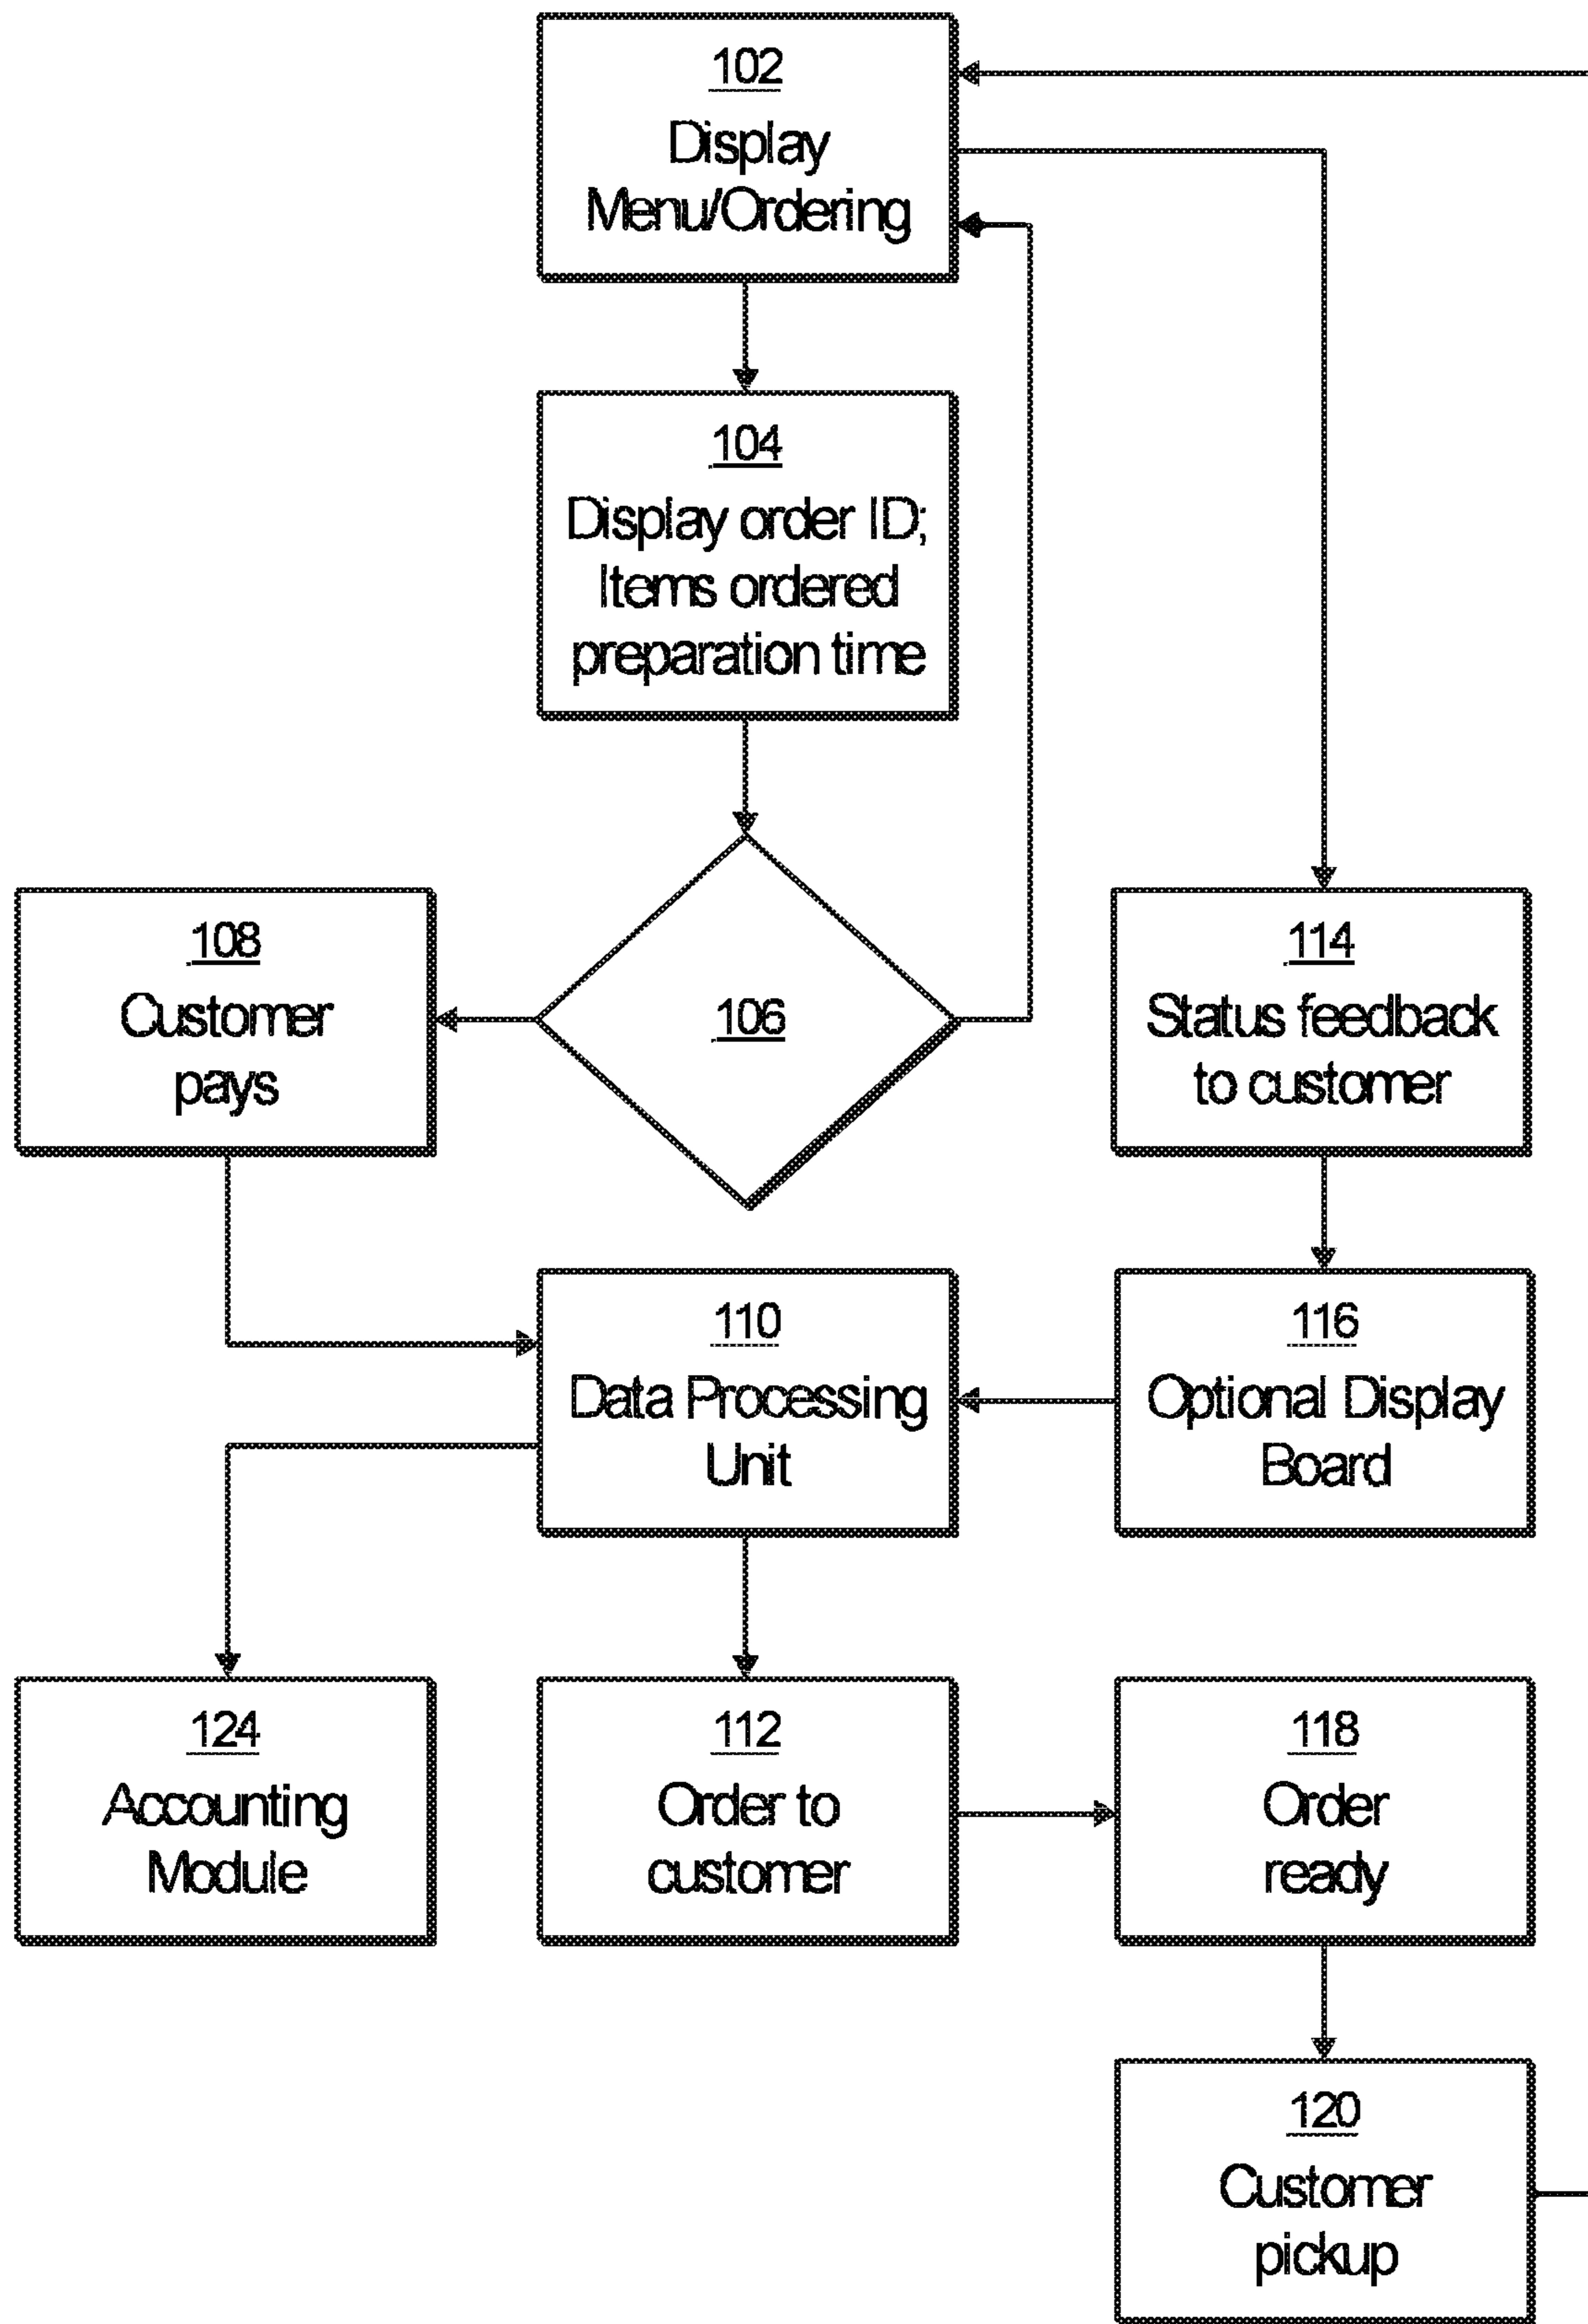 102
Display
Menu/Ordering
104
Display order ID;
Items ordered
preparation time
108
Customer
pays
106
114
Status feedback
to customer
110
Data Processing
Unit
116
Optional Display
Board
124
Accounting
Module
112
Order to
customer
118
Order
ready
120
Customer
pickup